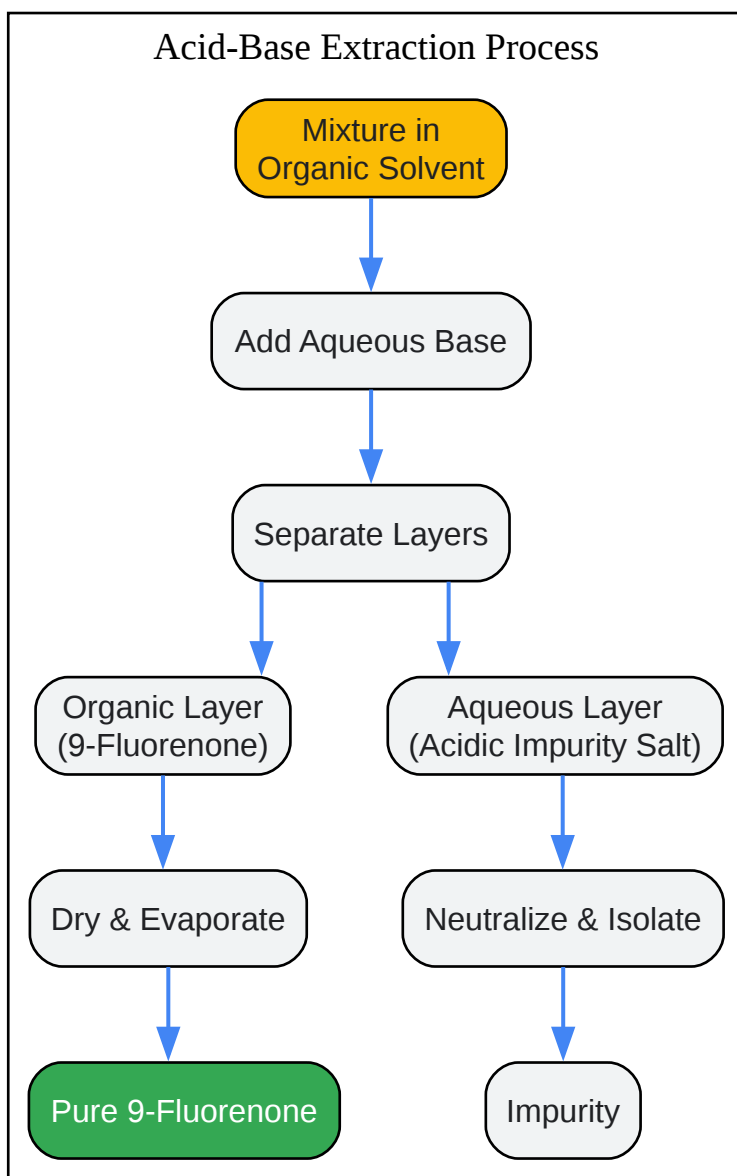 Acid-Base Extraction Process
Mixture in
Organic Solvent
Add Aqueous Base
Separate Layers
Organic Layer
(9-Fluorenone)
Aqueous Layer
(Acidic Impurity Salt)
Dry & Evaporate
Neutralize & Isolate
Pure 9-Fluorenone
Impurity